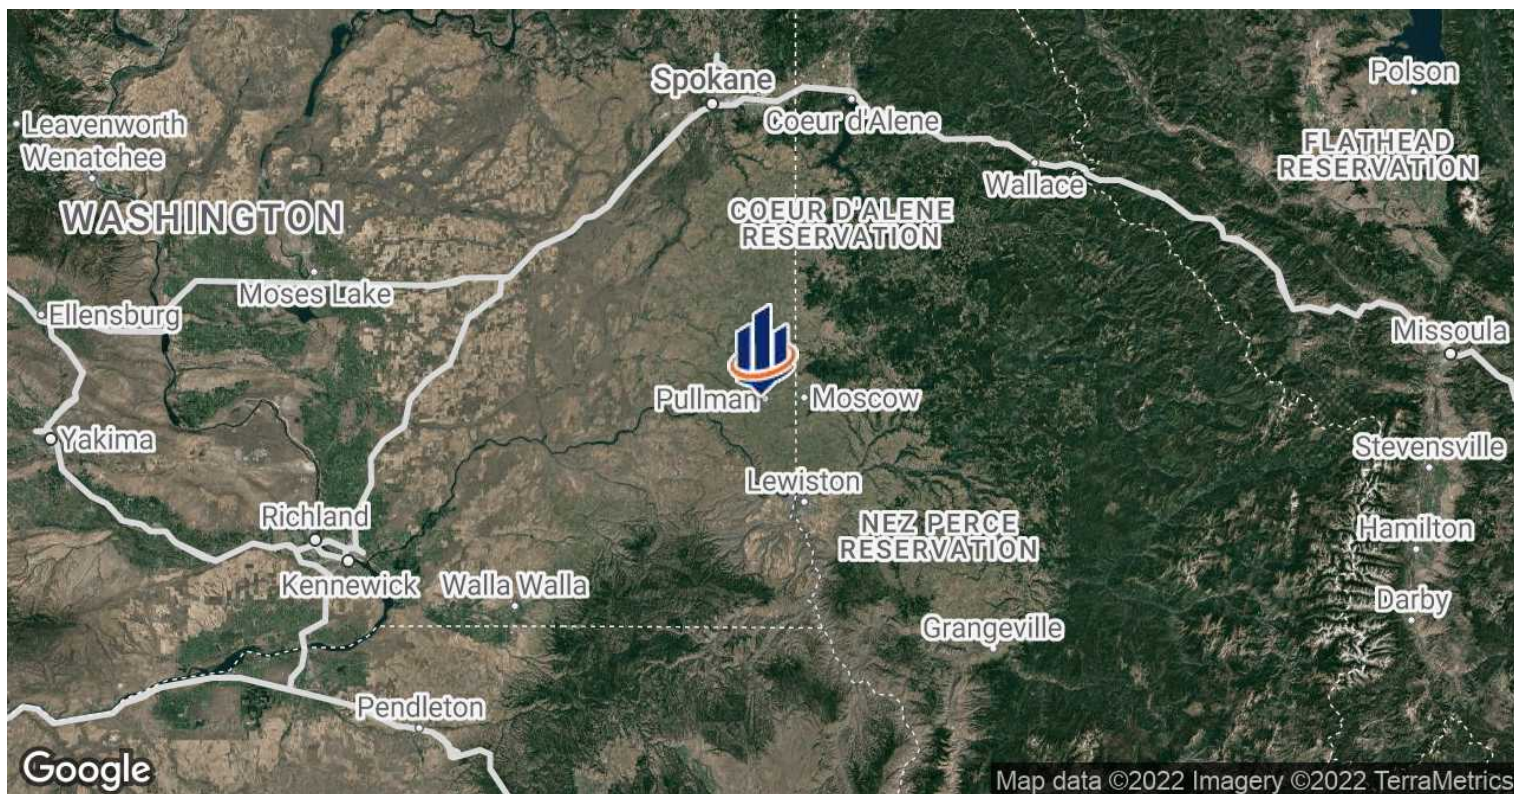 Spokane
Polson
Coeur d'Alene
Leavenworth
Wenatchee
FLATHEAD
RESERVATION
Wallace
WASHINGTON
COEUR D'ALENE
RESERVATION
Moses Lake
Ellensburg
Missoula
Pullman
Moscow
Yakima
Stevensville
Lewiston
Richland
NEZ PERCE
RESERVATION
Hamilton
Kennewick
Walla Walla
Darby
Grangeville
Pendleton
Google
Map data ©2022 Imagery ©2022 TerraMetrics